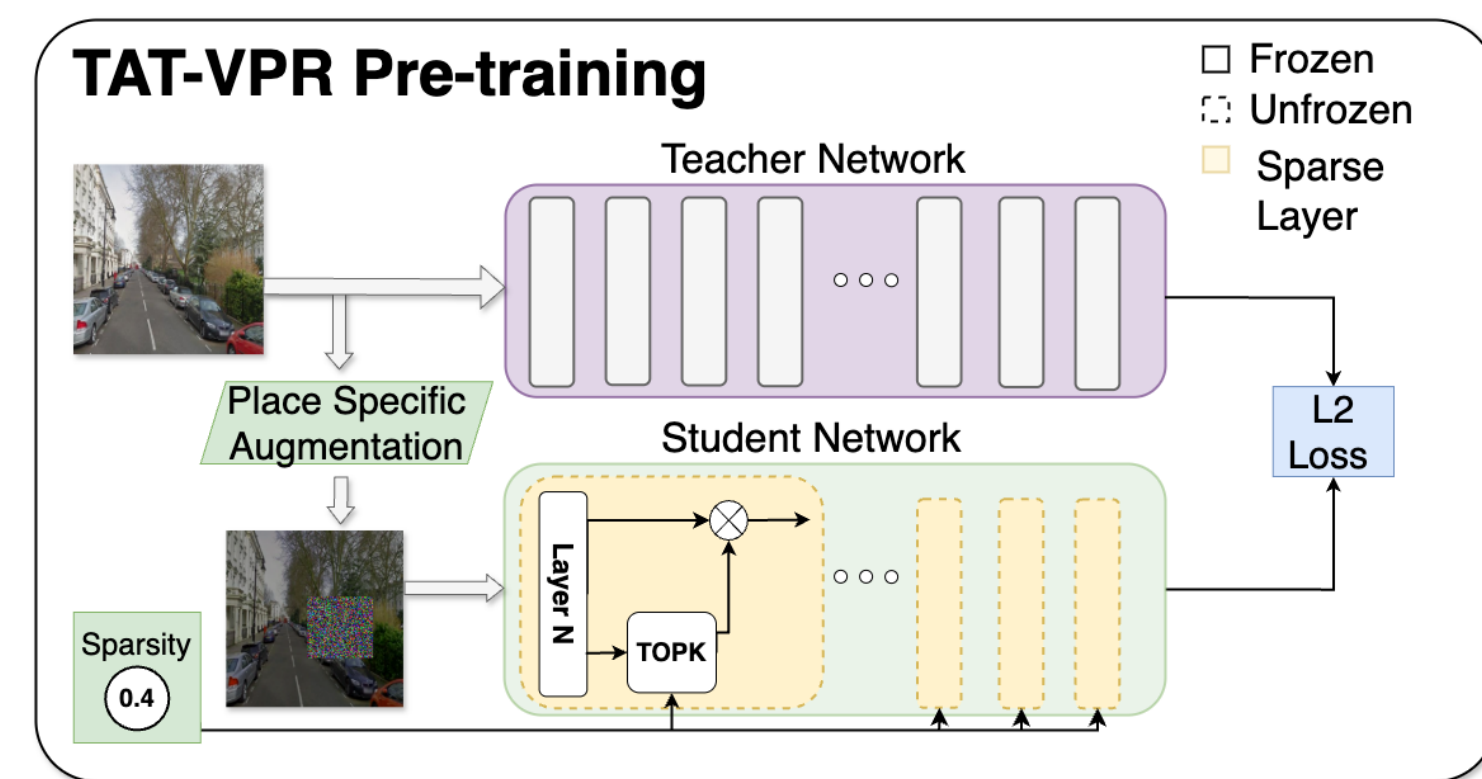 TAT-VPR Pre-training
Frozen
Unfrozen
Sparse
Layer
Teacher Network
Place Specific
Augmentation
Student Network
L2
Loss
Layer N
TOPK
Sparsity
0.4